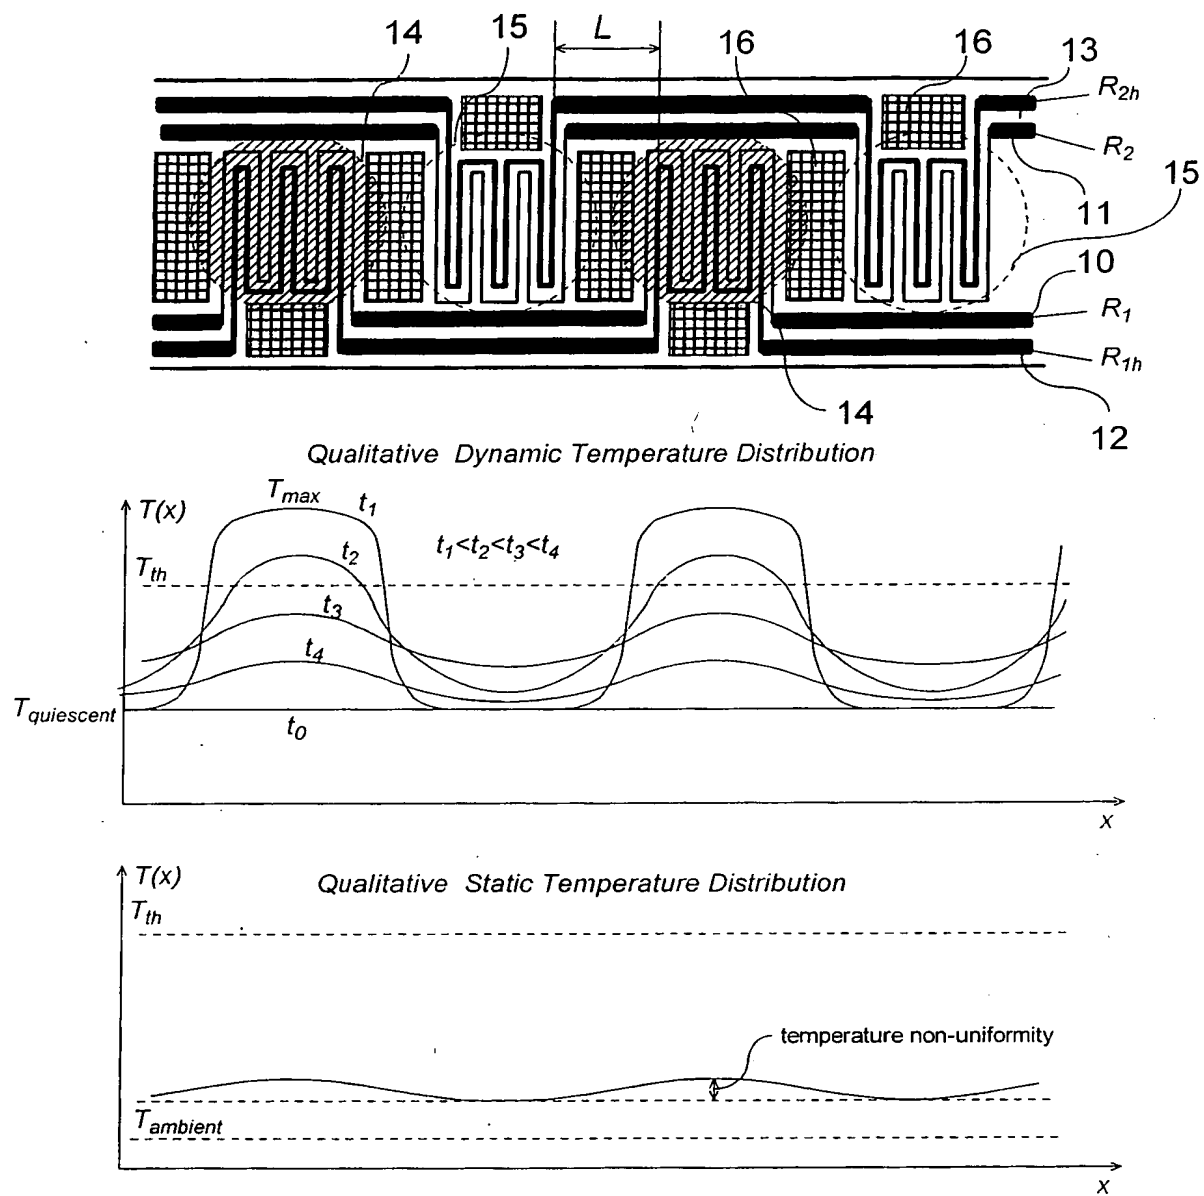 14
15
L
16
16
13
R2h
R2
15
11
10
R1
R1h
14
12
Qualitative Dynamic Temperature Distribution
T(x)
Tmax
t1
t1<t2<t3<t4
t2
Tth
t3
t4
Tquiescent
t0
x
T(x)
Qualitative Static Temperature Distribution
Tth
temperature non-uniformity
Tambient
x